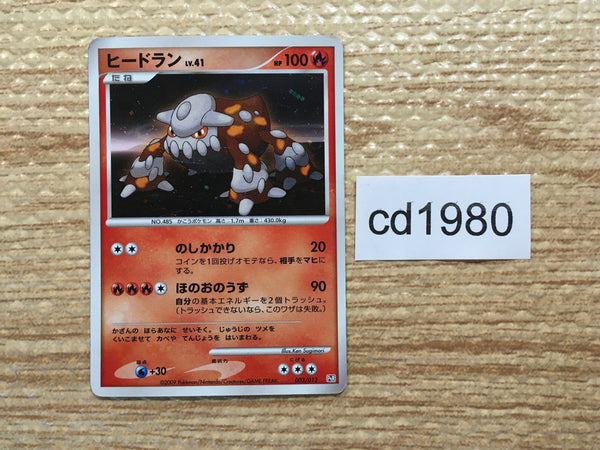 ヒードラン LV.41 HP 100
たね
NO.485 かこうポケモン 高さ:1.7m 重さ:430.0kg
のしかかり 20
コインを1回投げオモテなら、相手をマヒに
する。
ほのおのうず 90
自分の基本エネルギーを2個トラッシュ。
(トラッシュできないなら、このワザは失敗。)
かざんの ほらあなに せいそく。 じゅうじの ツメを
くいこませて カベや てんじょうを はいまわる。
Illus. Ken Sugimori
弱点 抵抗力 にげる
+30
©2009 Pokémon/Nintendo/Creatures/GAME FREAK.
003/012
cd1980